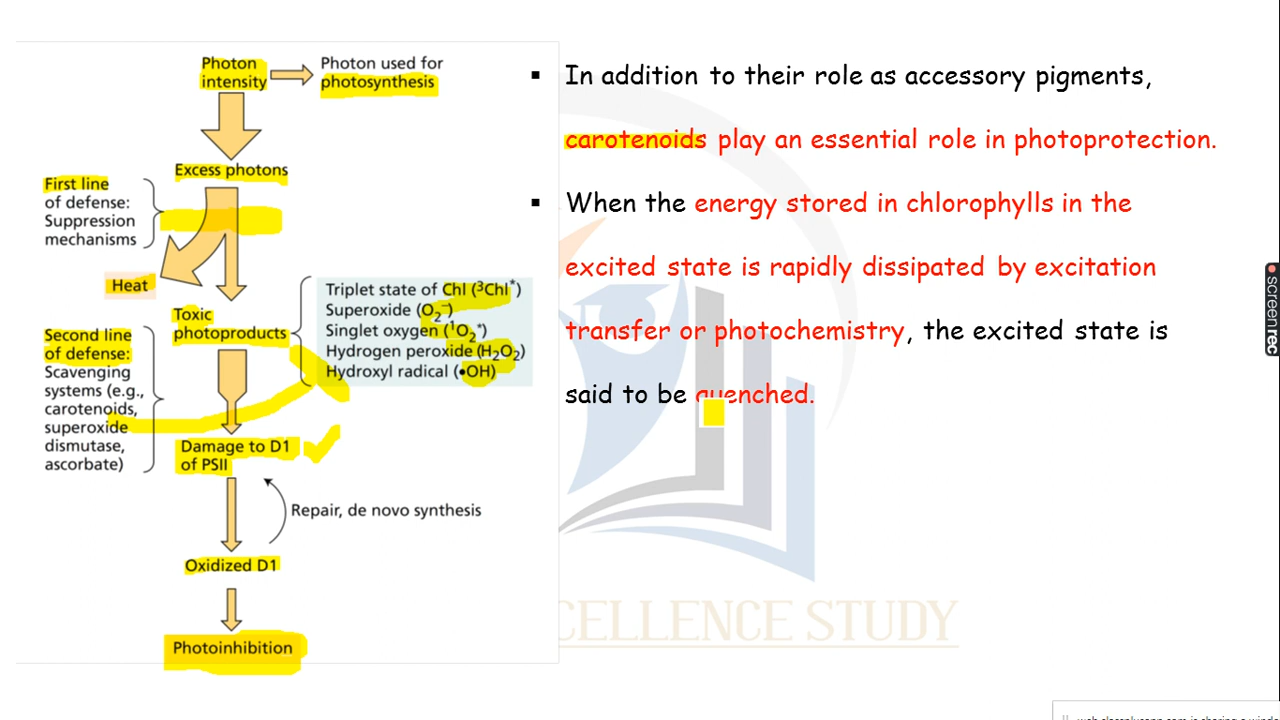 Photon
intensity
Photon used for
photosynthesis
Excess photons
First line
of defense:
Suppression
mechanisms
Heat
Toxic
photoproducts
Triplet state of Chl (³Chl*)
Superoxide (O₂⁻)
Singlet oxygen (¹O₂*)
Hydrogen peroxide (H₂O₂)
Hydroxyl radical (•OH)
Second line
of defense:
Scavenging
systems (e.g.,
carotenoids,
superoxide
dismutase,
ascorbate)
Damage to D1
of PSII
Repair, de novo synthesis
Oxidized D1
Photoinhibition
▪ In addition to their role as accessory pigments,
carotenoids play an essential role in photoprotection.
▪ When the energy stored in chlorophylls in the
excited state is rapidly dissipated by excitation
transfer or photochemistry, the excited state is
said to be quenched.
CELLENCE STUDY
screenrec